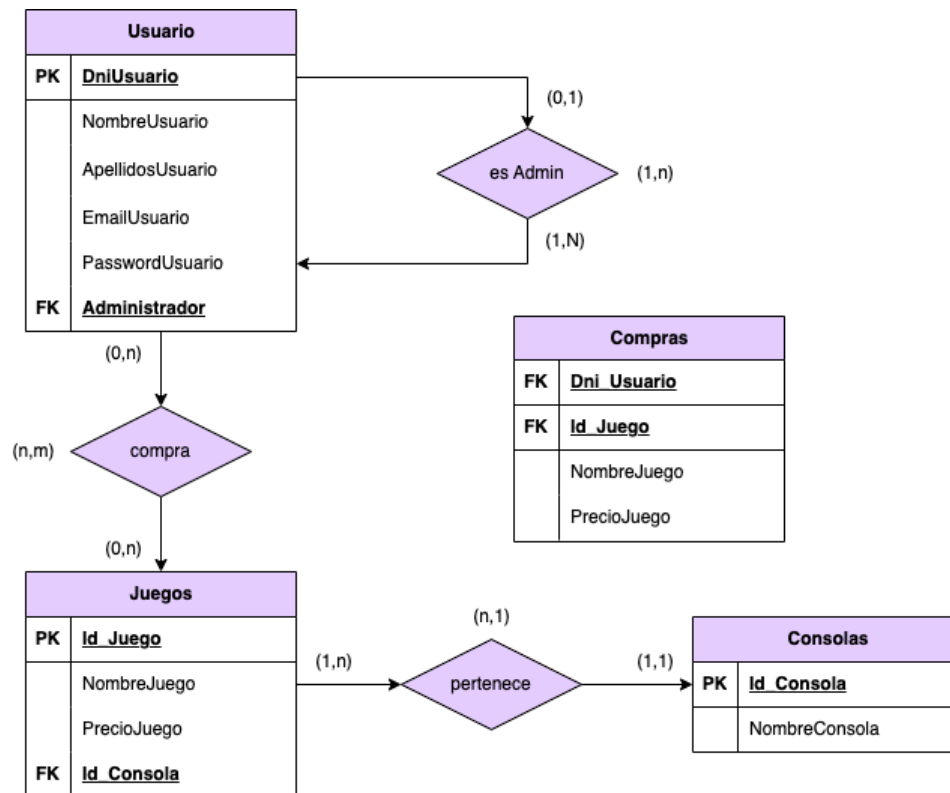 Usuario
PK DniUsuario
NombreUsuario
ApellidosUsuario
EmailUsuario
PasswordUsuario
FK Administrador
(0,1)
es Admin
(1,n)
(1,N)
(0,n)
(n,m)
compra
(0,n)
Compras
FK Dni_Usuario
FK Id_Juego
NombreJuego
PrecioJuego
Juegos
PK Id_Juego
NombreJuego
PrecioJuego
FK Id_Consola
(1,n)
(n,1)
pertenece
(1,1)
Consolas
PK Id_Consola
NombreConsola